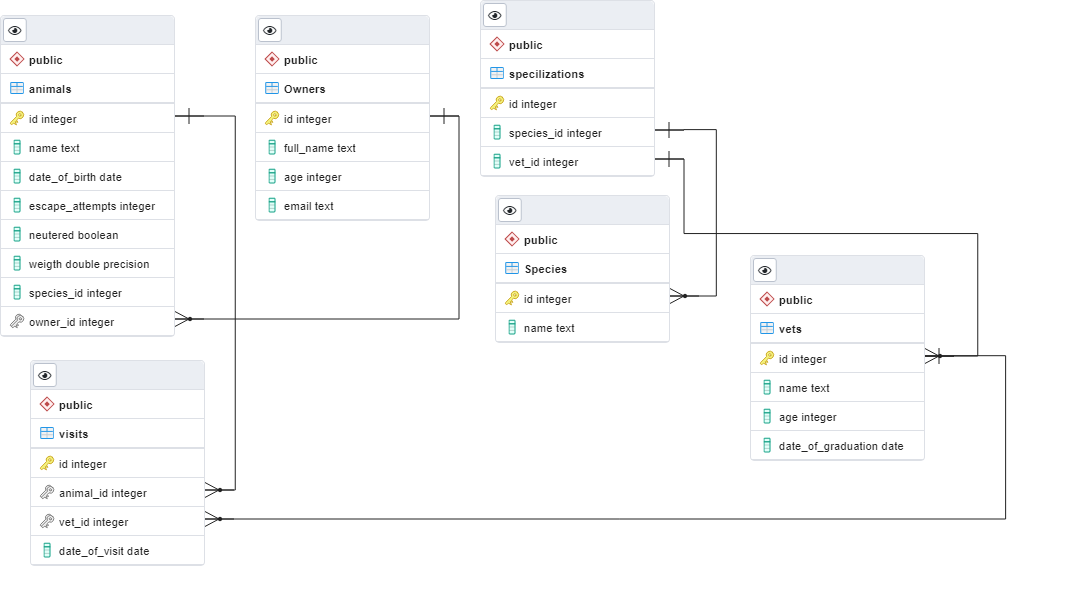 public
animals
id integer
name text
date_of_birth date
escape_attempts integer
neutered boolean
weigth double precision
species_id integer
owner_id integer
public
Owners
id integer
full_name text
age integer
email text
public
specilizations
id integer
species_id integer
vet_id integer
public
Species
id integer
name text
public
vets
id integer
name text
age integer
date_of_graduation date
public
visits
id integer
animal_id integer
vet_id integer
date_of_visit date